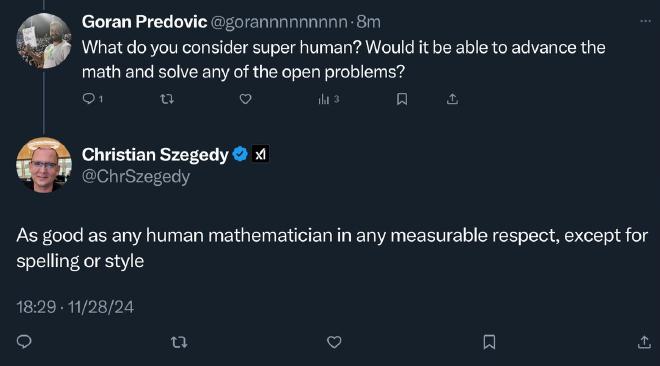 Goran Predovic @gorannnnnnnnn · 8m
What do you consider super human? Would it be able to advance the
math and solve any of the open problems?
1 3
Christian Szegedy xI
@ChrSzegedy
As good as any human mathematician in any measurable respect, except for
spelling or style
18:29 · 11/28/24